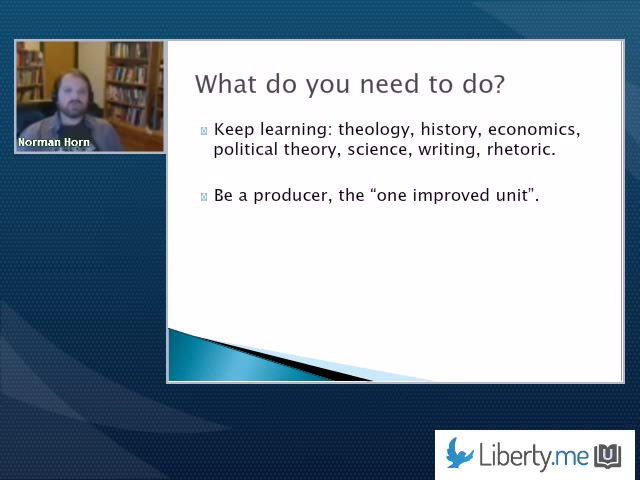 What do you need to do?
Keep learning: theology, history, economics,
political theory, science, writing, rhetoric.
Be a producer, the “one improved unit”.
Norman Horn
Liberty.me